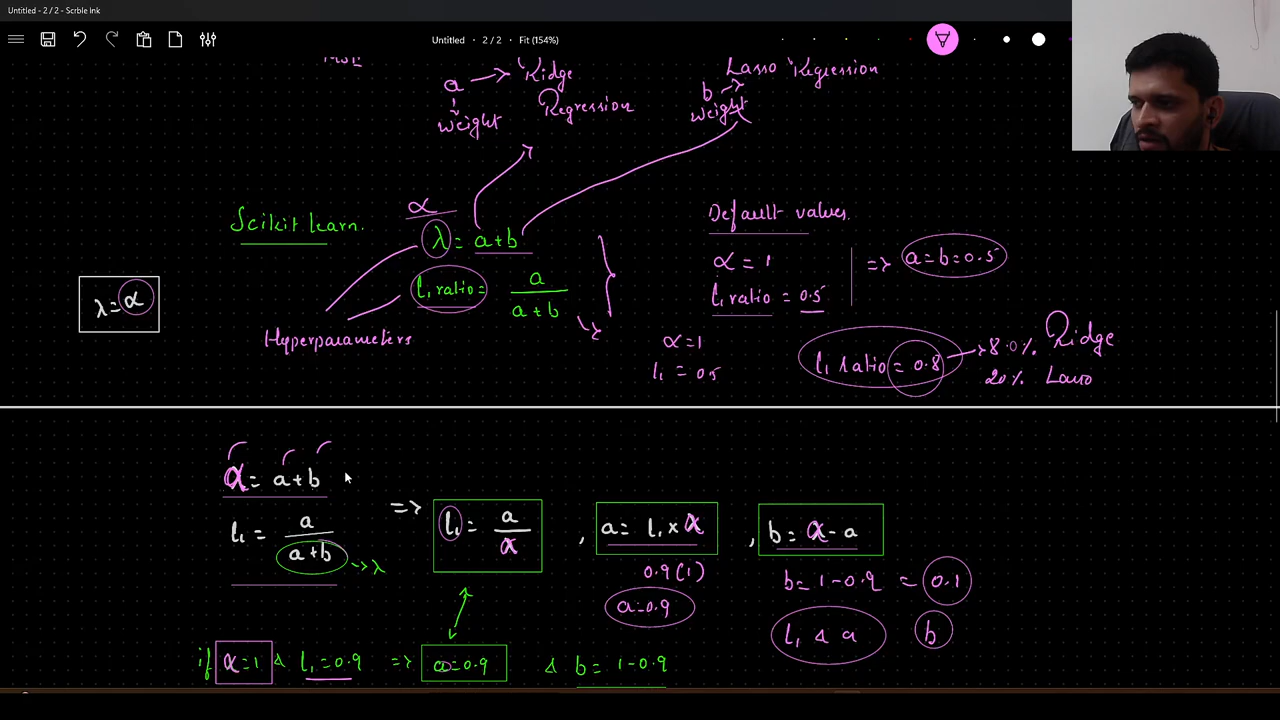 Untitled - 2 / 2 - Scrble Ink
Untitled • 2 / 2 • Fit (154%)
MSE
a → Ridge
Regression
weight
Lasso Regression
b →
weight
Scikit learn.
α
λ = a+b
l₁ ratio = a / a+b
Hyperparameters
λ = α
Default values.
α = 1
l₁ ratio = 0.5
=> a=b=0.5
α=1
l₁ = 0.5
l₁ ratio = 0.8 → 80% Ridge
20% Lasso
α = a+b
l₁ = a / a+b → λ
=> l₁ = a / α , a = l₁ × α , b = α - a
0.9(1)
a=0.9
b= 1-0.9 = 0.1
l₁ & a
b
if α=1 & l₁=0.9 => a=0.9 & b= 1-0.9